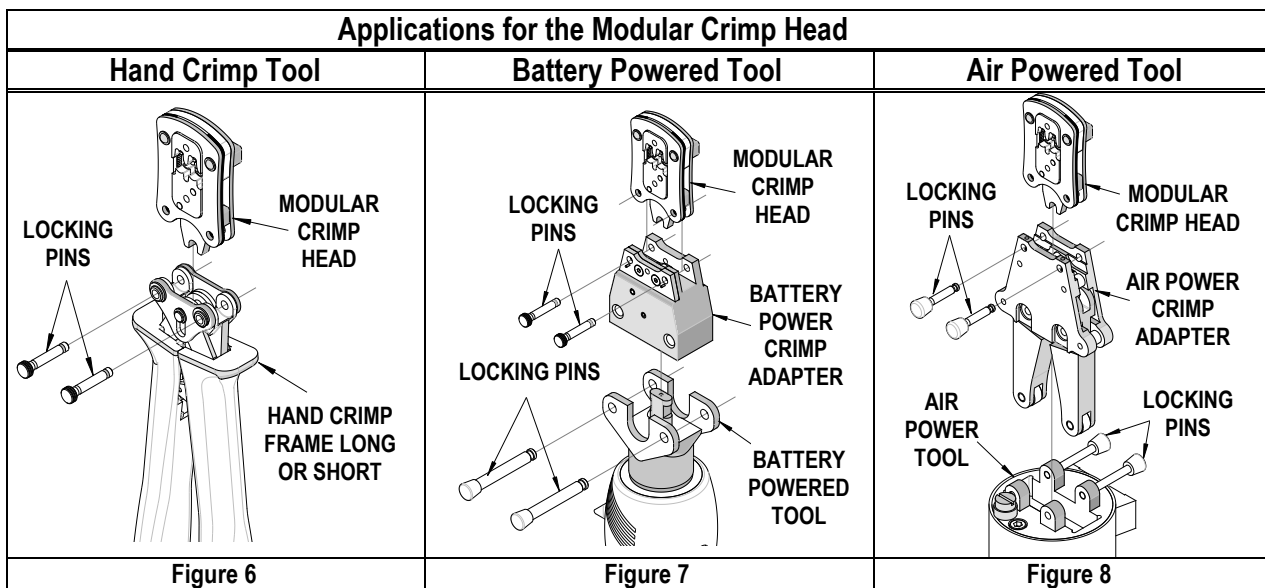 Applications for the Modular Crimp Head
Hand Crimp Tool
Battery Powered Tool
Air Powered Tool
LOCKING
PINS
MODULAR
CRIMP
HEAD
HAND CRIMP
FRAME LONG
OR SHORT
LOCKING
PINS
MODULAR
CRIMP
HEAD
BATTERY
POWER
CRIMP
ADAPTER
LOCKING PINS
BATTERY
POWERED
TOOL
LOCKING
PINS
MODULAR
CRIMP HEAD
AIR POWER
CRIMP
ADAPTER
AIR
POWER
TOOL
LOCKING
PINS
Figure 6
Figure 7
Figure 8